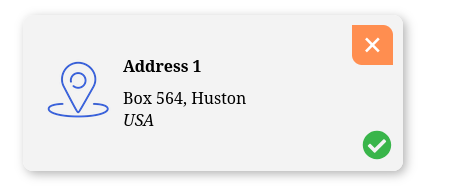 Address 1
Box 564, Huston
USA